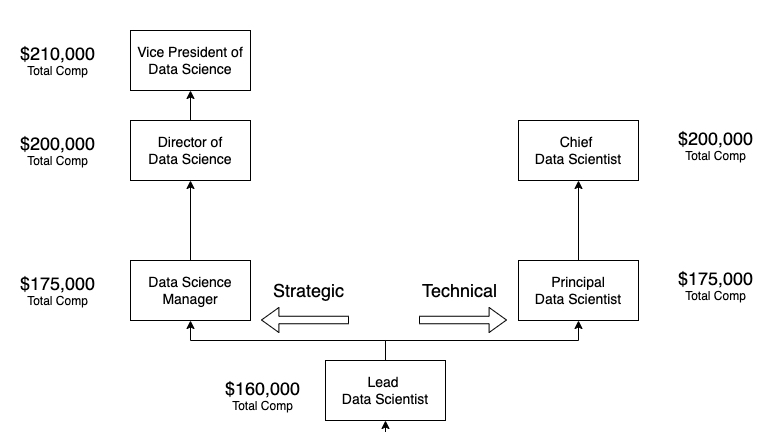 $210,000
Total Comp
Vice President of
Data Science
$200,000
Total Comp
Director of
Data Science
Chief
Data Scientist
$200,000
Total Comp
$175,000
Total Comp
Data Science
Manager
Strategic
Technical
Principal
Data Scientist
$175,000
Total Comp
$160,000
Total Comp
Lead
Data Scientist